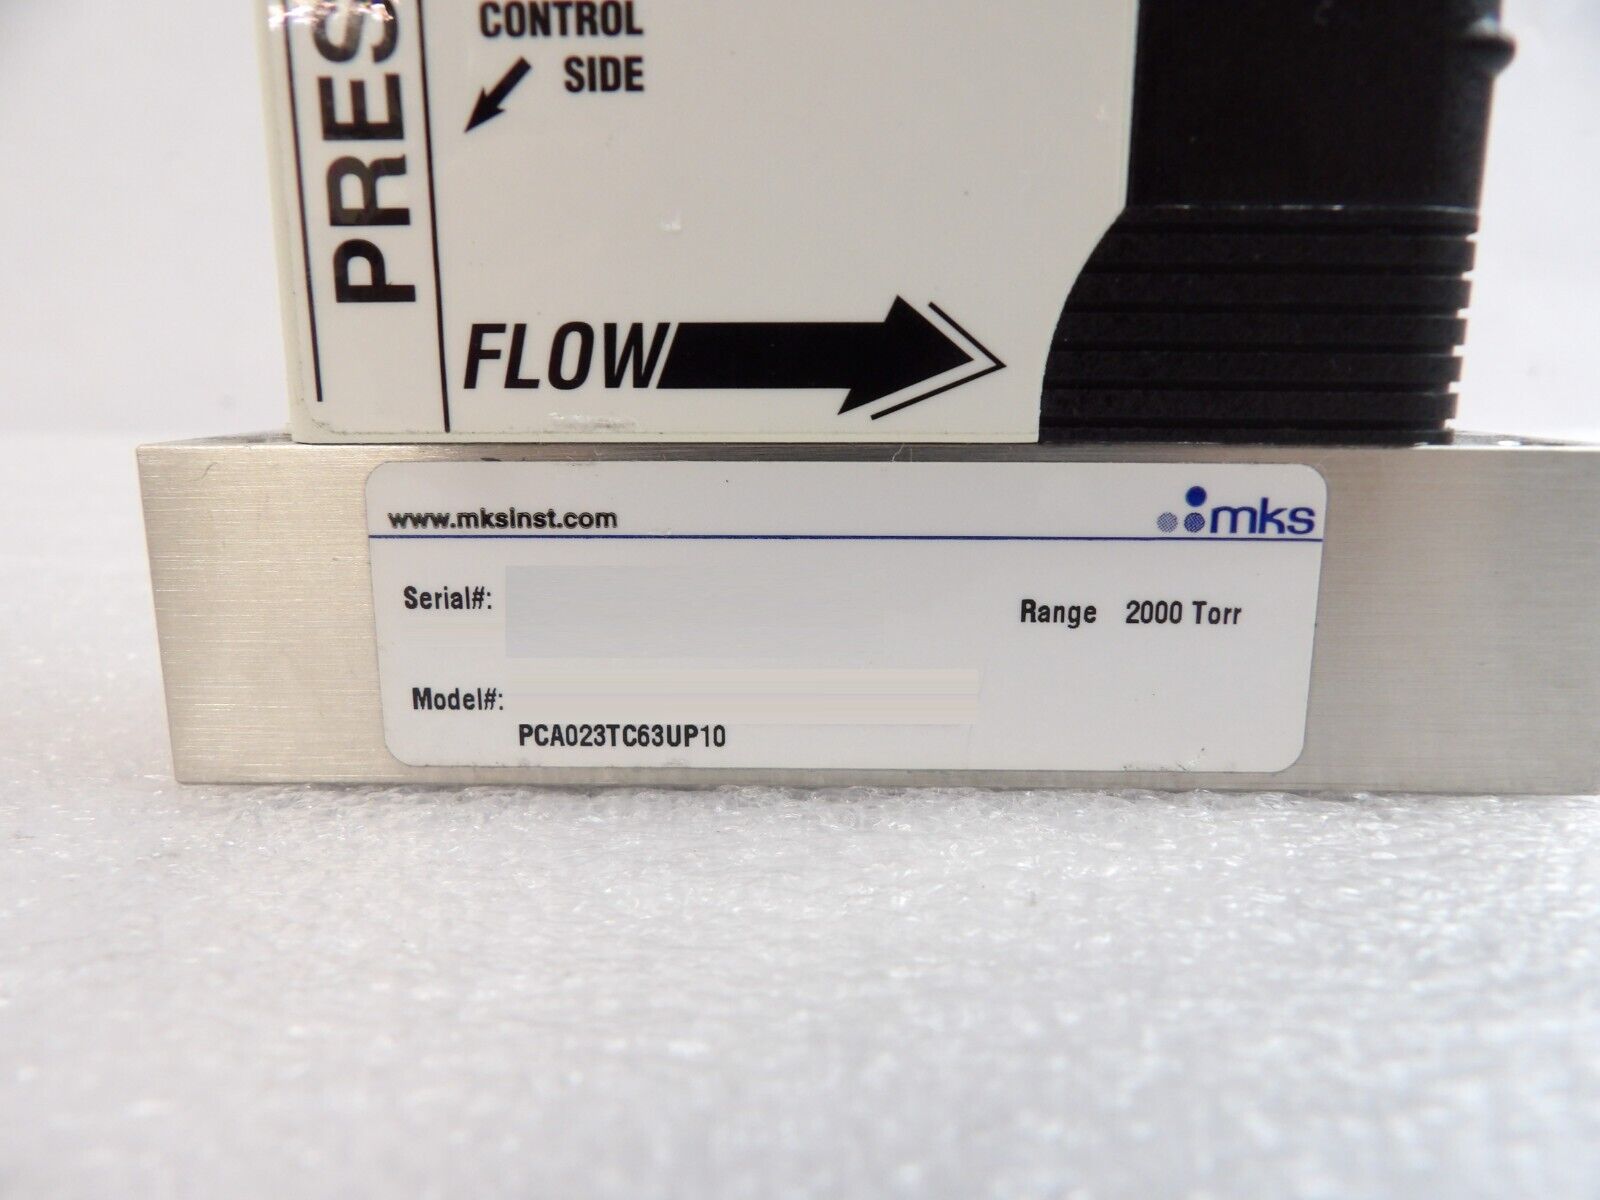 CONTROL
SIDE
PRES
FLOW
www.mksinst.com
mks
Serial#:
Range 2000 Torr
Model#:
PCA023TC63UP10